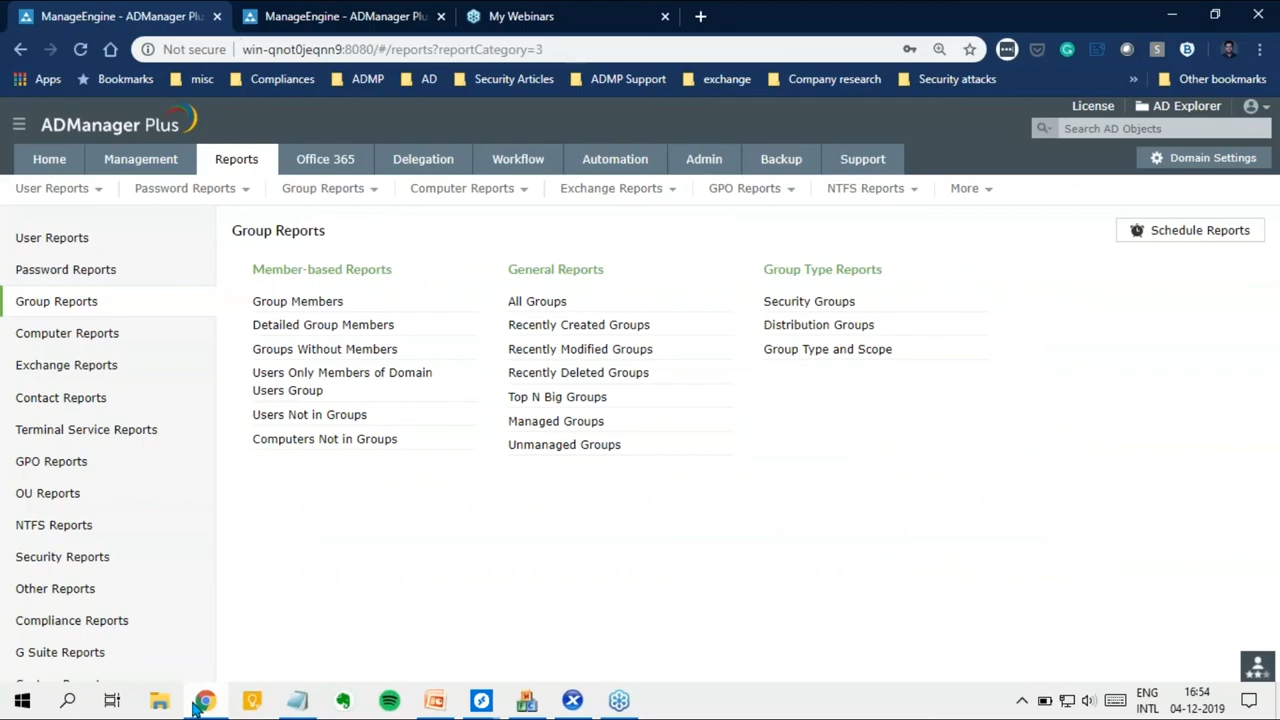 ManageEngine - ADManager Plu
ManageEngine - ADManager Plu
My Webinars
Not secure
win-qnot0jeqnn9:8080/#/reports?reportCategory=3
Apps
Bookmarks
misc
Compliances
ADMP
AD
Security Articles
ADMP Support
exchange
Company research
Security attacks
»
Other bookmarks
ADManager Plus
License
AD Explorer
Search AD Objects
Home
Management
Reports
Office 365
Delegation
Workflow
Automation
Admin
Backup
Support
Domain Settings
User Reports
Password Reports
Group Reports
Computer Reports
Exchange Reports
GPO Reports
NTFS Reports
More
User Reports
Password Reports
Group Reports
Computer Reports
Exchange Reports
Contact Reports
Terminal Service Reports
GPO Reports
OU Reports
NTFS Reports
Security Reports
Other Reports
Compliance Reports
G Suite Reports
Group Reports
Schedule Reports
Member-based Reports
Group Members
Detailed Group Members
Groups Without Members
Users Only Members of Domain
Users Group
Users Not in Groups
Computers Not in Groups
General Reports
All Groups
Recently Created Groups
Recently Modified Groups
Recently Deleted Groups
Top N Big Groups
Managed Groups
Unmanaged Groups
Group Type Reports
Security Groups
Distribution Groups
Group Type and Scope
ENG
INTL
16:54
04-12-2019